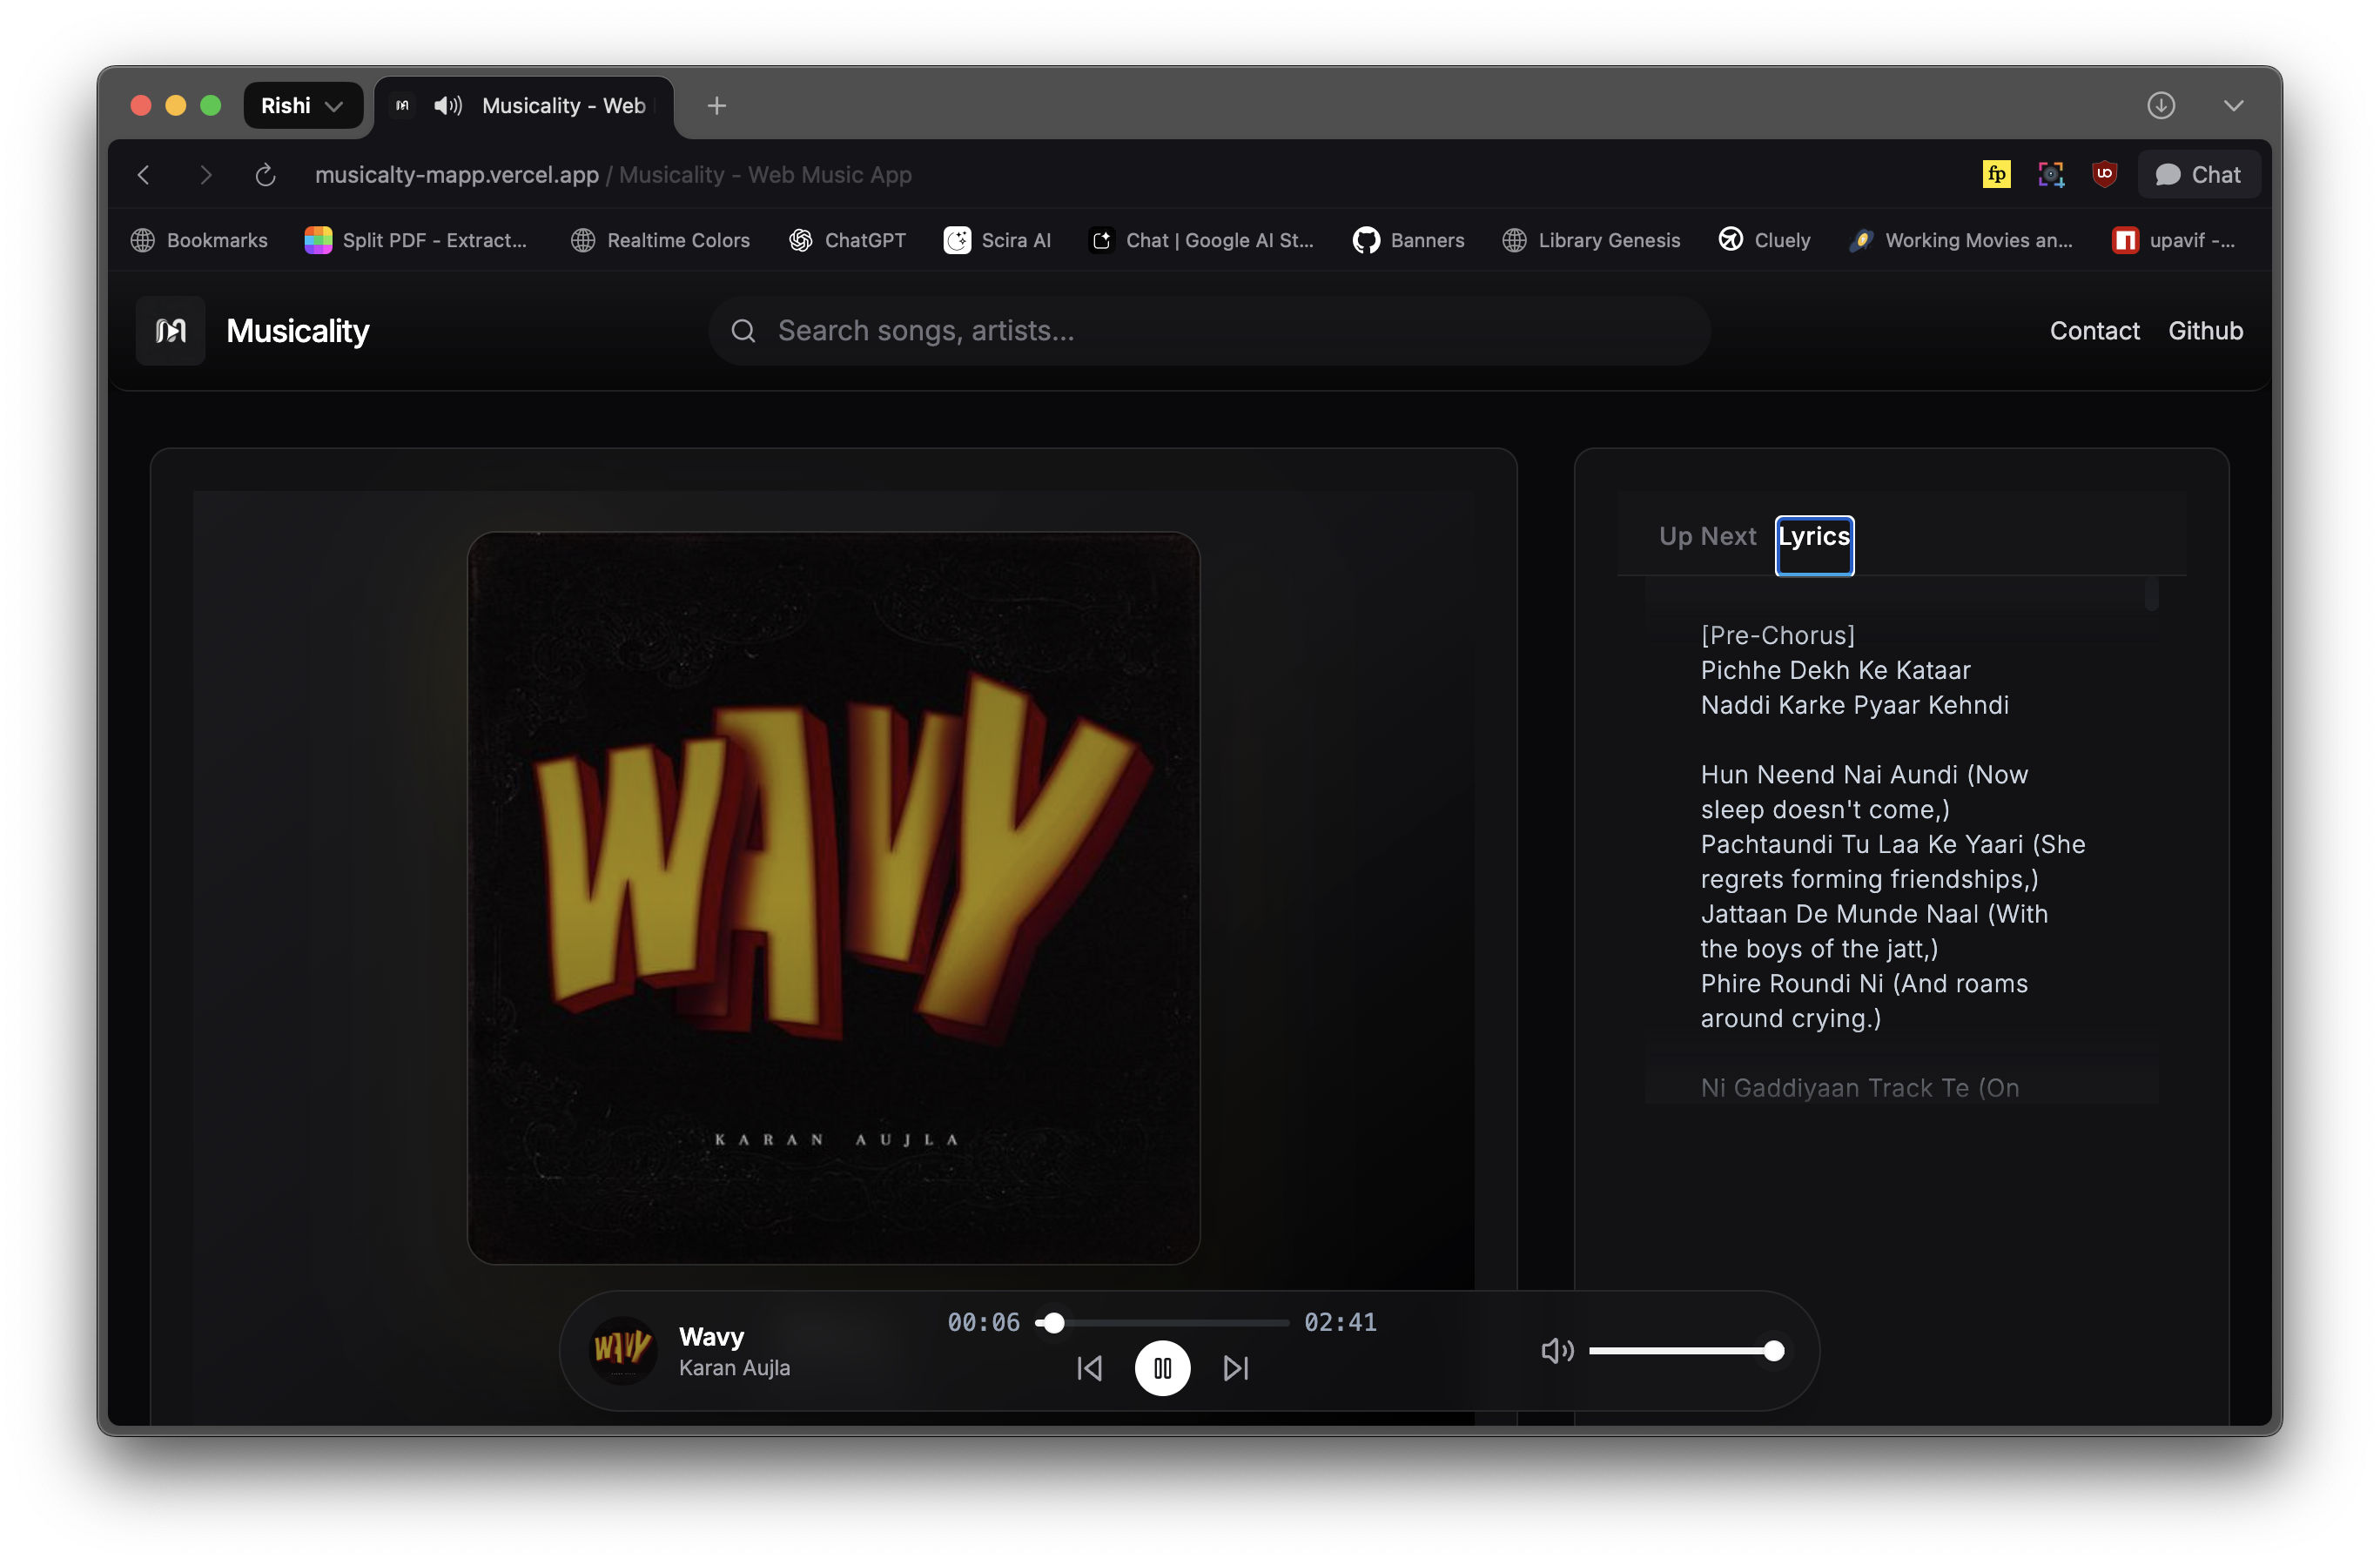 Rishi
Musicality - Web
musicalty-mapp.vercel.app / Musicality - Web Music App
fp
UO
Chat
Bookmarks
Split PDF - Extract...
Realtime Colors
ChatGPT
Scira AI
Chat | Google AI St...
Banners
Library Genesis
Cluely
Working Movies an...
upavif -...
Musicality
Search songs, artists...
Contact
Github
WAVY
KARAN AUJLA
Up Next
Lyrics
[Pre-Chorus]
Pichhe Dekh Ke Kataar
Naddi Karke Pyaar Kehndi
Hun Neend Nai Aundi (Now
sleep doesn't come,)
Pachtaundi Tu Laa Ke Yaari (She
regrets forming friendships,)
Jattaan De Munde Naal (With
the boys of the jatt,)
Phire Roundi Ni (And roams
around crying.)
Ni Gaddiyaan Track Te (On
WAVY
Wavy
Karan Aujla
00:06
02:41